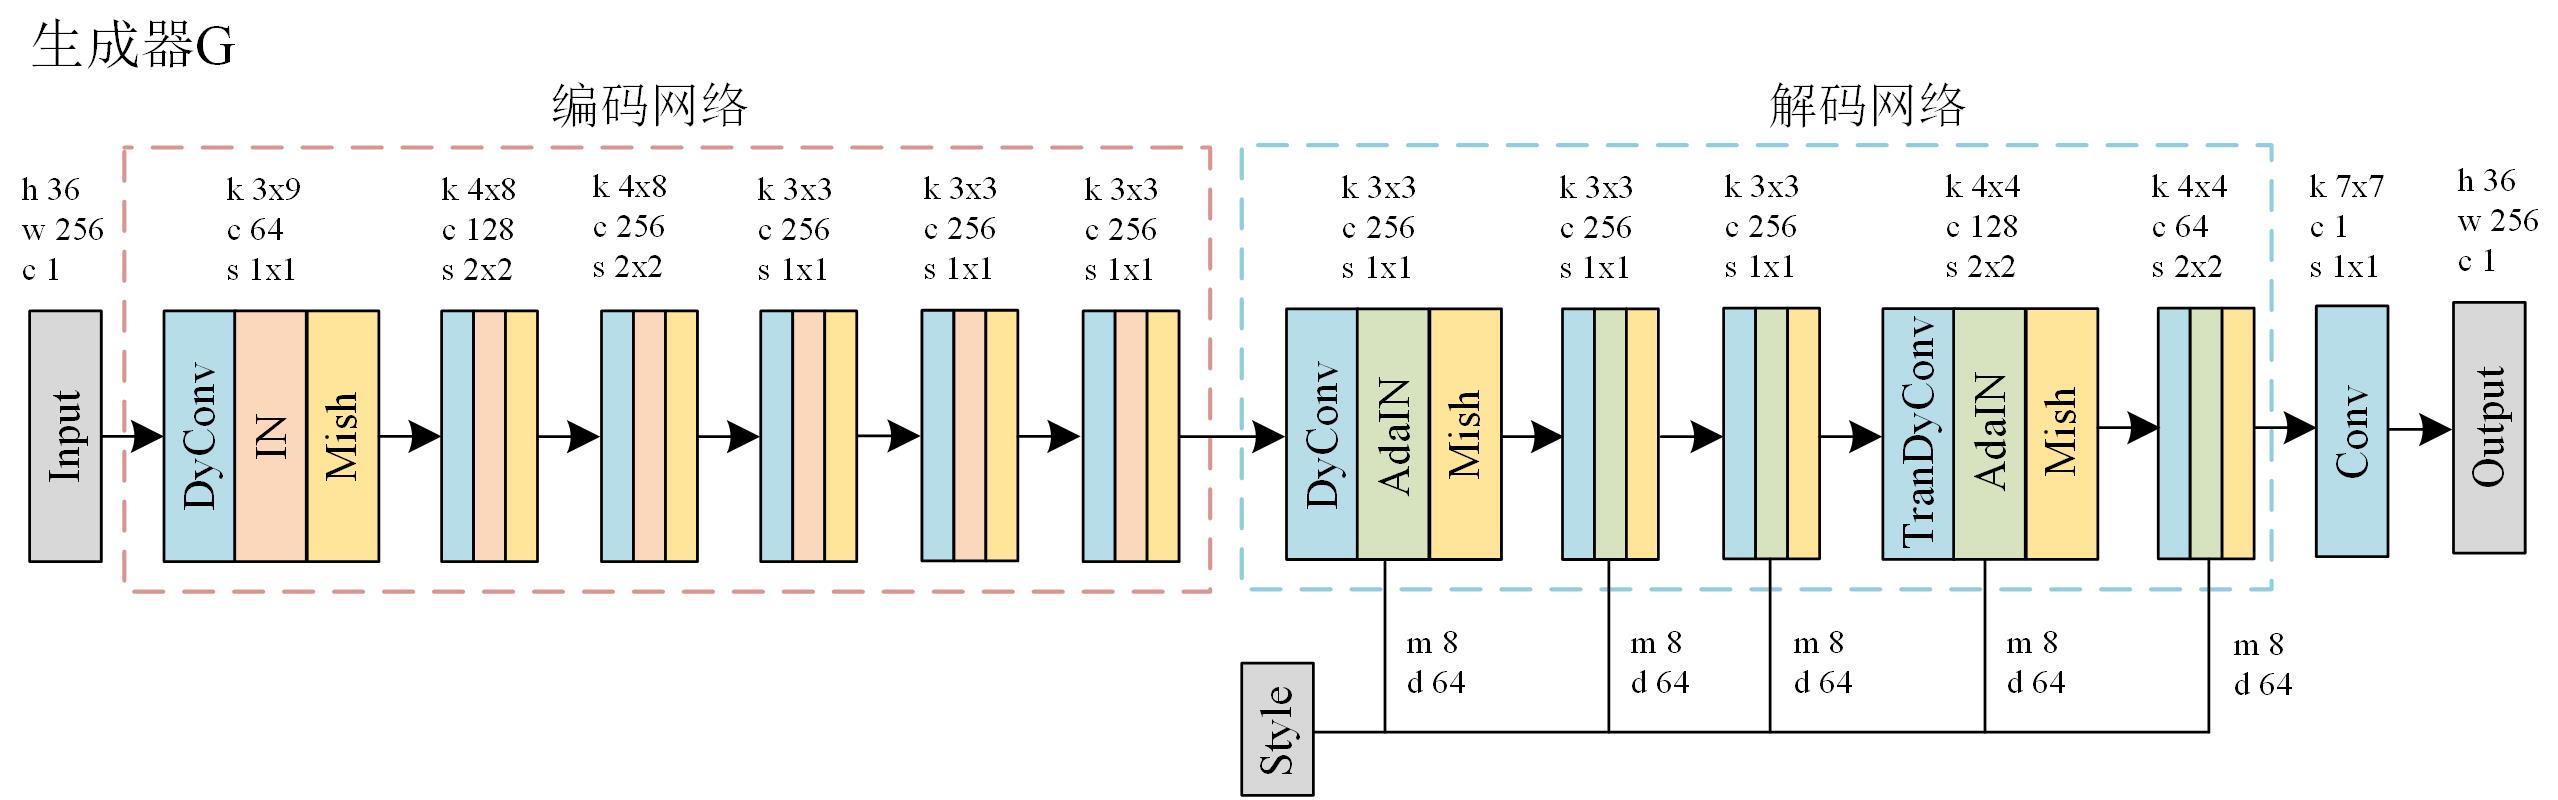 生成器G
编码网络
解码网络
h 36
w 256
c 1
k 3x9
c 64
s 1x1
k 4x8
c 128
s 2x2
k 4x8
c 256
s 2x2
k 3x3
c 256
s 1x1
k 3x3
c 256
s 1x1
k 3x3
c 256
s 1x1
k 3x3
c 256
s 1x1
k 3x3
c 256
s 1x1
k 3x3
c 256
s 1x1
k 4x4
c 128
s 2x2
k 4x4
c 64
s 2x2
k 7x7
c 1
s 1x1
h 36
w 256
c 1
Input
DyConv
IN
Mish
DyConv
AdaIN
Mish
TranDyConv
AdaIN
Mish
Conv
Output
m 8
d 64
m 8
d 64
m 8
d 64
m 8
d 64
m 8
d 64
Style